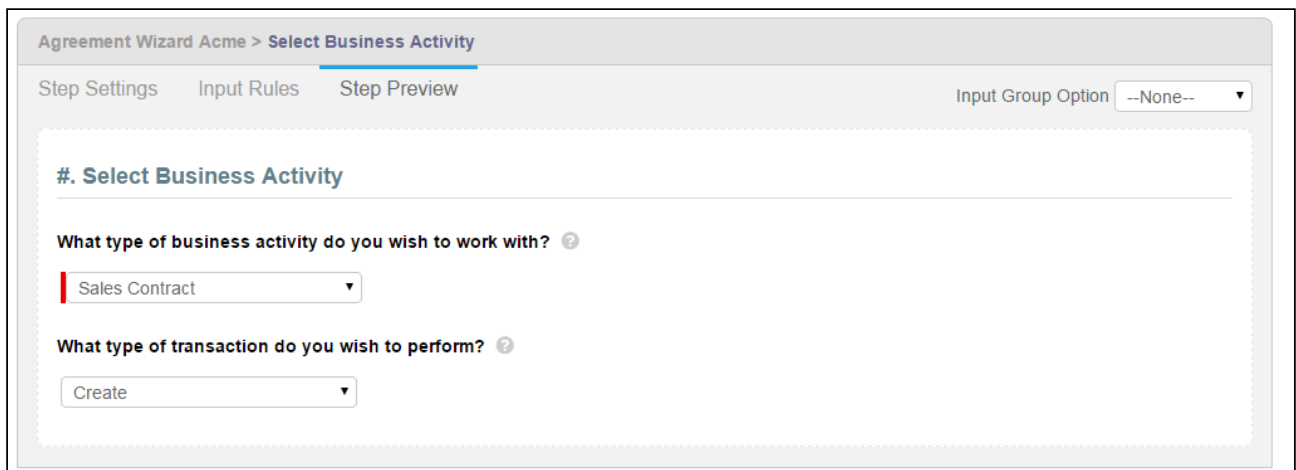 Agreement Wizard Acme > Select Business Activity
Step Settings Input Rules Step Preview Input Group Option --None--
#. Select Business Activity
What type of business activity do you wish to work with? ?
Sales Contract
What type of transaction do you wish to perform? ?
Create